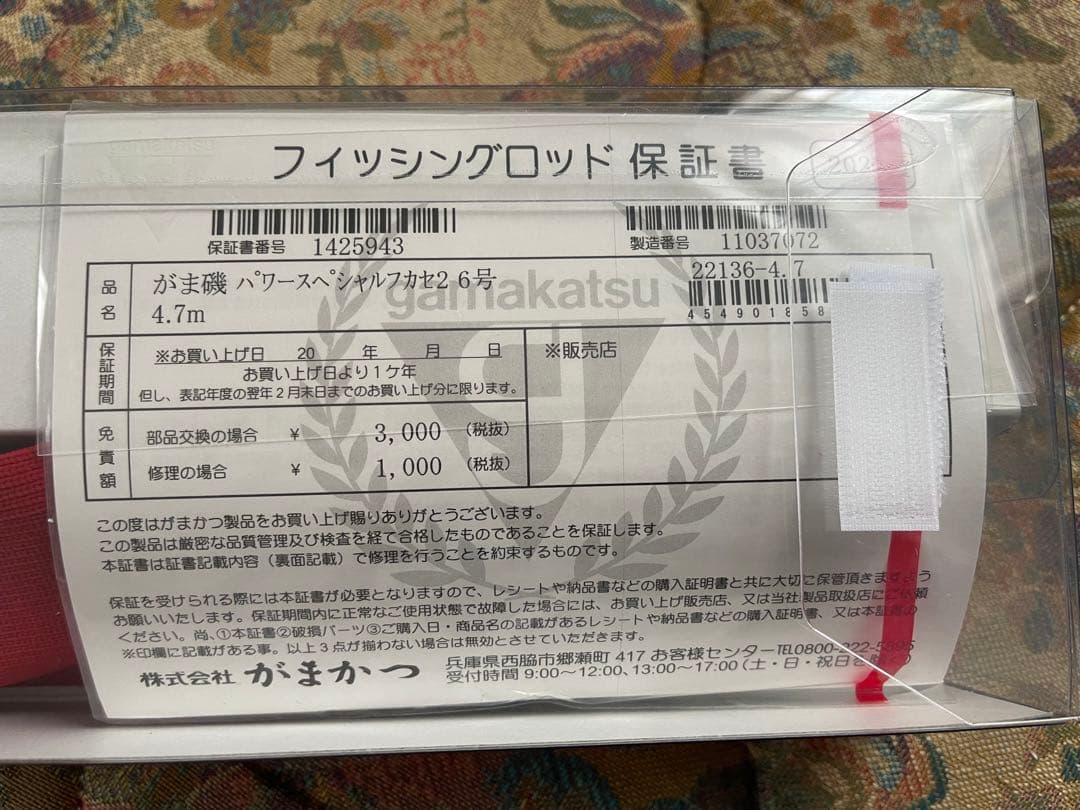 フィッシングロッド 保証書
保証書番号 1425943
製造番号 11037072
品名
がま磯 パワースペシャルフカセ2 6号
4.7m
22136-4.7
454901858
gamakatsu
保証期間
※お買い上げ日 20 年 月 日
お買い上げ日より1ケ年
但し、表記年度の翌年2月末日までのお買い上げ分に限ります。
※販売店
免責額
部品交換の場合 ¥ 3,000 (税抜)
修理の場合 ¥ 1,000 (税抜)
この度はがまかつ製品をお買い上げ賜りありがとうございます。
この製品は厳密な品質管理及び検査を経て合格したものであることを保証します。
本証書は証書記載内容（裏面記載）で修理を行うことを約束するものです。
保証を受けられる際には本証書が必要となりますので、レシートや納品書などの購入証明書と共に大切に保管頂きますよう
お願いいたします。保証期間内に正常なご使用状態で故障した場合には、お買い上げ販売店、又は当社製品取扱店にご依頼
ください。尚、①本証書②破損パーツ③ご購入日・商品名の記載があるレシートや納品書などの購入証明書、又は本証書の
※印欄に記載がある事。以上3点が揃わない場合は無効とさせていただきます。
株式会社 がまかつ
兵庫県西脇市郷瀬町 417 お客様センターTEL0800-222-5895
受付時間 9:00～12:00、13:00～17:00（土・日・祝日を